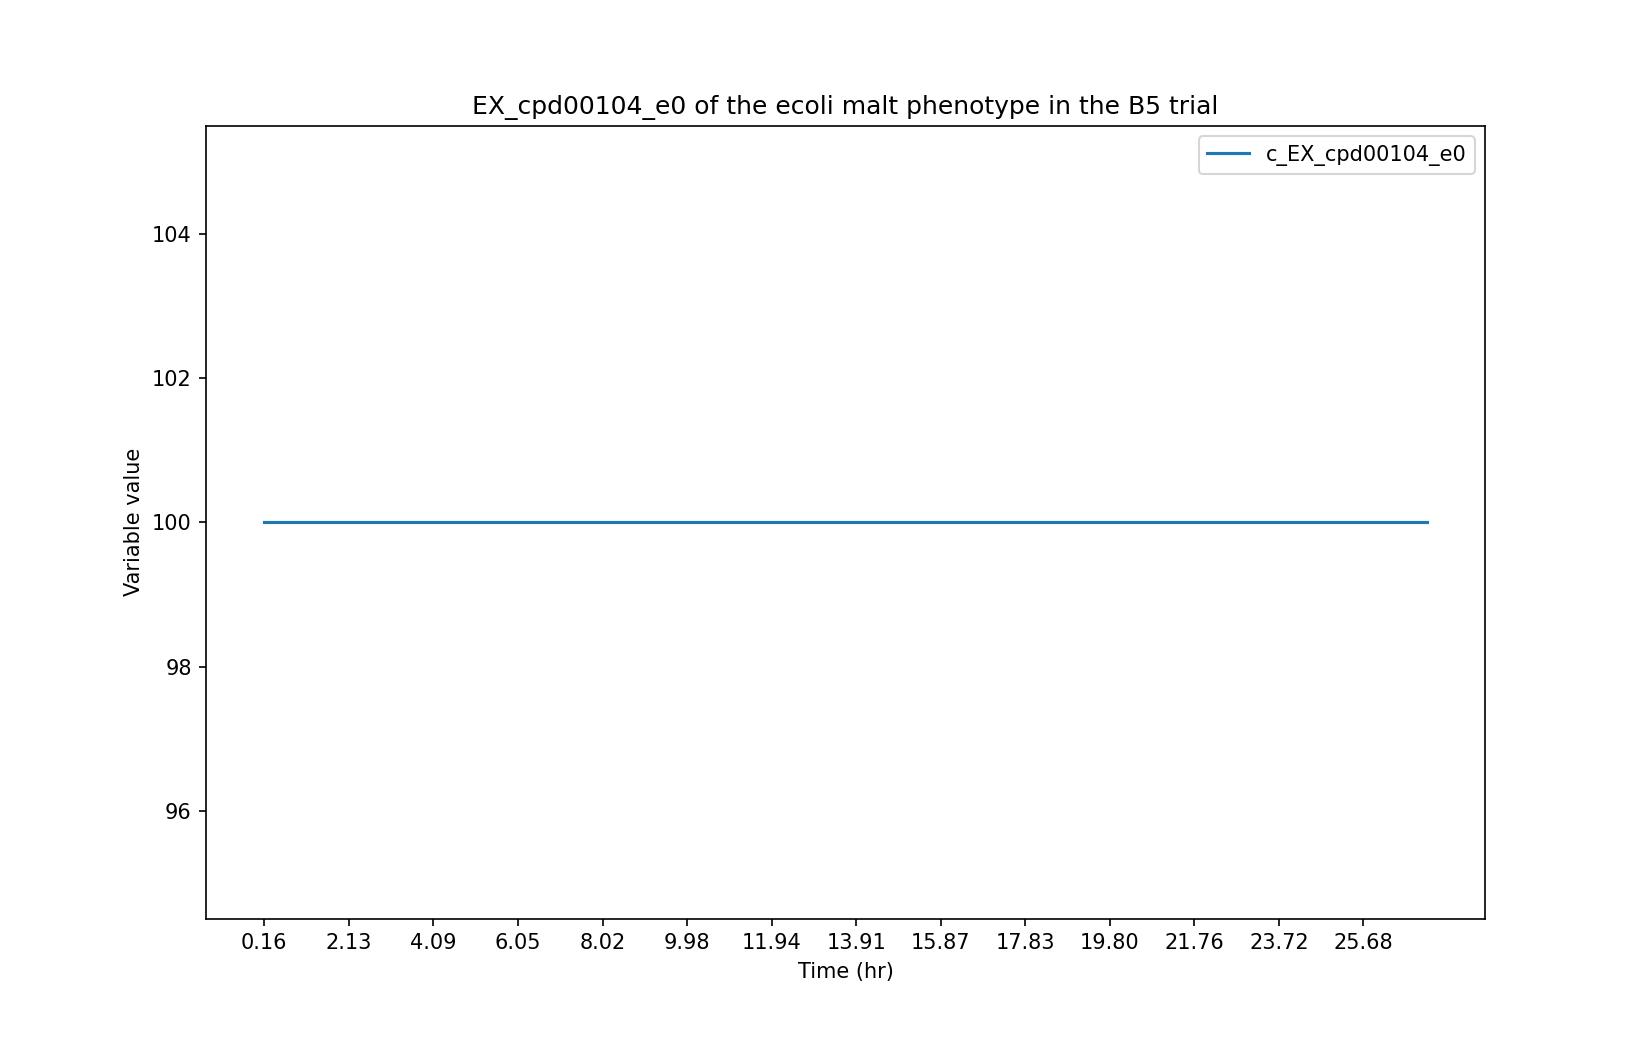 EX_cpd00104_e0 of the ecoli malt phenotype in the B5 trial
c_EX_cpd00104_e0
104
102
100
98
96
Variable value
0.16 2.13 4.09 6.05 8.02 9.98 11.94 13.91 15.87 17.83 19.80 21.76 23.72 25.68
Time (hr)